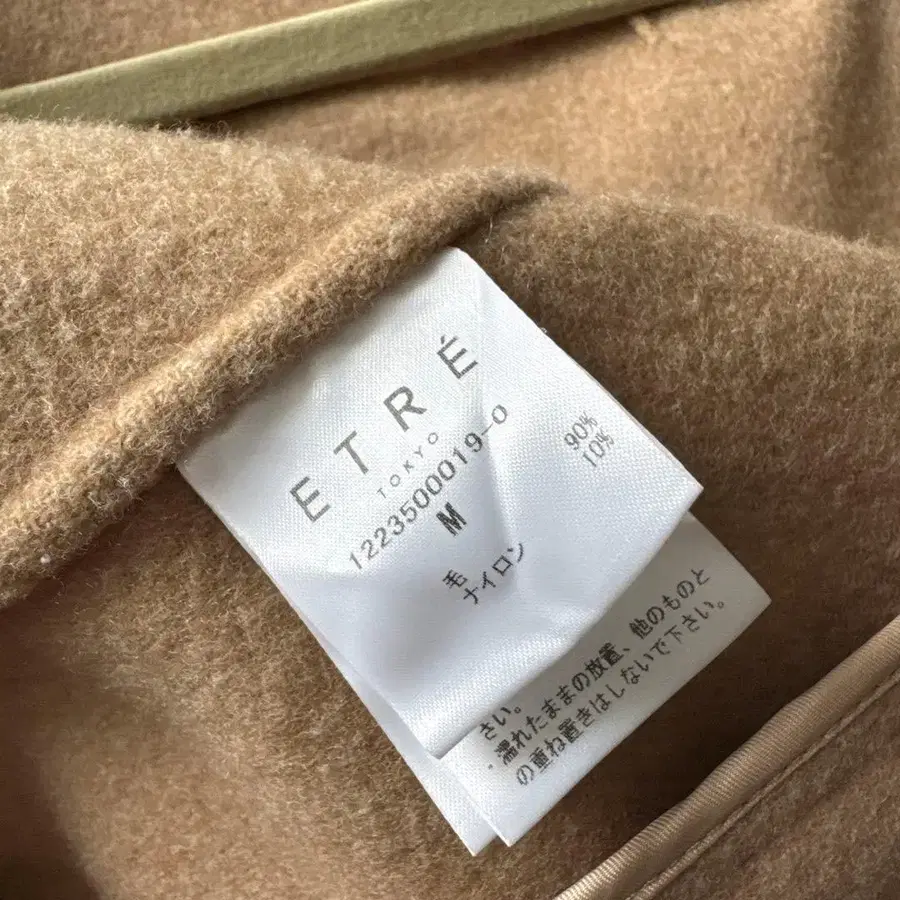 ETRÉ
TOKYO
1223500019-0
M
毛 90%
ナイロン 10%
さい。
・濡れたままの放置、他のものと
の重ね置きはしないで下さい。